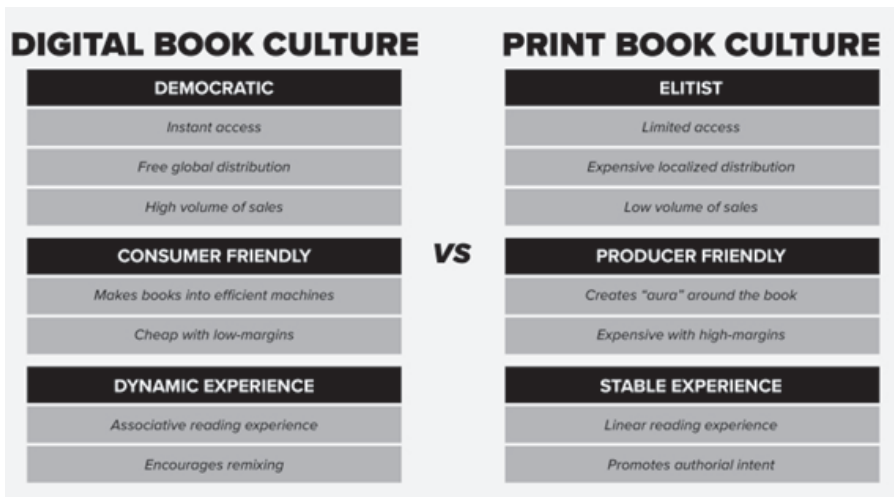 DIGITAL BOOK CULTURE
DEMOCRATIC
Instant access
Free global distribution
High volume of sales
CONSUMER FRIENDLY
Makes books into efficient machines
Cheap with low-margins
DYNAMIC EXPERIENCE
Associative reading experience
Encourages remixing
VS
PRINT BOOK CULTURE
ELITIST
Limited access
Expensive localized distribution
Low volume of sales
PRODUCER FRIENDLY
Creates “aura” around the book
Expensive with high-margins
STABLE EXPERIENCE
Linear reading experience
Promotes authorial intent